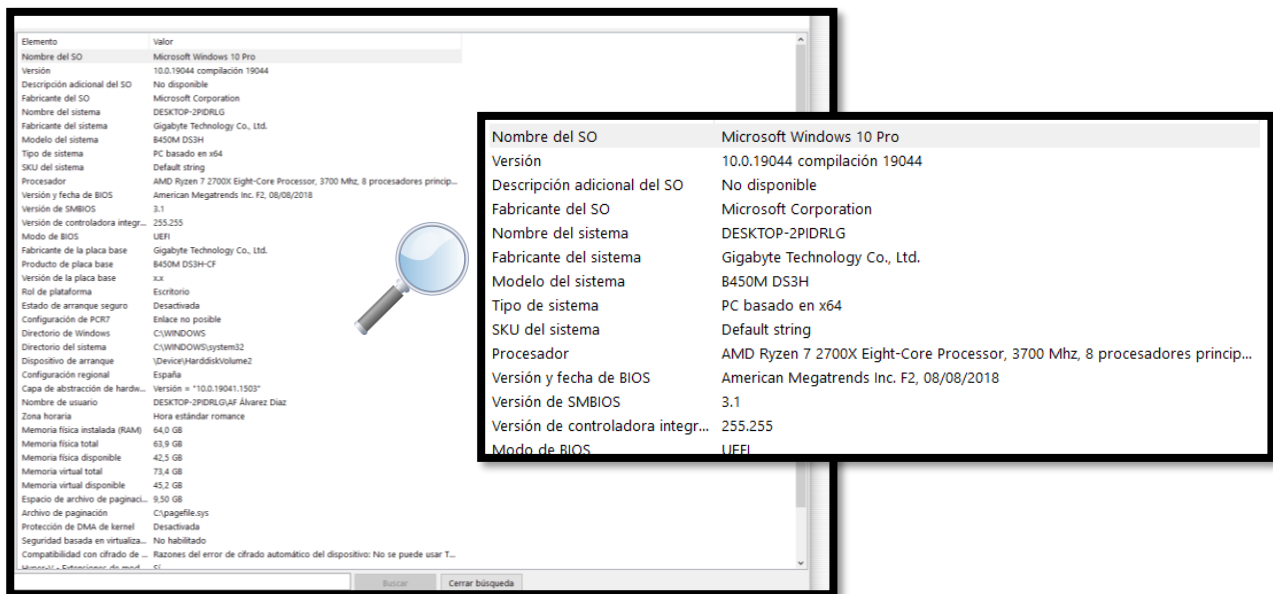 Elemento Valor
Nombre del SO Microsoft Windows 10 Pro
Versión 10.0.19044 compilación 19044
Descripción adicional del SO No disponible
Fabricante del SO Microsoft Corporation
Nombre del sistema DESKTOP-2PIDRLG
Fabricante del sistema Gigabyte Technology Co., Ltd.
Modelo del sistema B450M DS3H
Tipo de sistema PC basado en x64
SKU del sistema Default string
Procesador AMD Ryzen 7 2700X Eight-Core Processor, 3700 Mhz, 8 procesadores princip...
Versión y fecha de BIOS American Megatrends Inc. F2, 08/08/2018
Versión de SMBIOS 3.1
Versión de controladora integr... 255.255
Modo de BIOS UEFI
Fabricante de la placa base Gigabyte Technology Co., Ltd.
Producto de placa base B450M DS3H-CF
Versión de la placa base x.x
Rol de plataforma Escritorio
Estado de arranque seguro Desactivada
Configuración de PCR7 Enlace no posible
Directorio de Windows C:\WINDOWS
Directorio del sistema C:\WINDOWS\system32
Dispositivo de arranque \Device\HarddiskVolume2
Configuración regional España
Capa de abstracción de hardw... Versión = "10.0.19041.1503"
Nombre de usuario DESKTOP-2PIDRLG\AF Álvarez Diaz
Zona horaria Hora estándar romance
Memoria física instalada (RAM) 64,0 GB
Memoria física total 63,9 GB
Memoria física disponible 42,5 GB
Memoria virtual total 73,4 GB
Memoria virtual disponible 45,2 GB
Espacio de archivo de paginaci... 9,50 GB
Archivo de paginación C:\pagefile.sys
Protección de DMA de kernel Desactivada
Seguridad basada en virtualiza... No habilitado
Compatibilidad con cifrado de ... Razones del error de cifrado automático del dispositivo: No se puede usar T...
Hyper-V - Extensiones de mod... Sí
Buscar Cerrar búsqueda
Nombre del SO Microsoft Windows 10 Pro
Versión 10.0.19044 compilación 19044
Descripción adicional del SO No disponible
Fabricante del SO Microsoft Corporation
Nombre del sistema DESKTOP-2PIDRLG
Fabricante del sistema Gigabyte Technology Co., Ltd.
Modelo del sistema B450M DS3H
Tipo de sistema PC basado en x64
SKU del sistema Default string
Procesador AMD Ryzen 7 2700X Eight-Core Processor, 3700 Mhz, 8 procesadores princip...
Versión y fecha de BIOS American Megatrends Inc. F2, 08/08/2018
Versión de SMBIOS 3.1
Versión de controladora integr... 255.255
Modo de BIOS UEFI